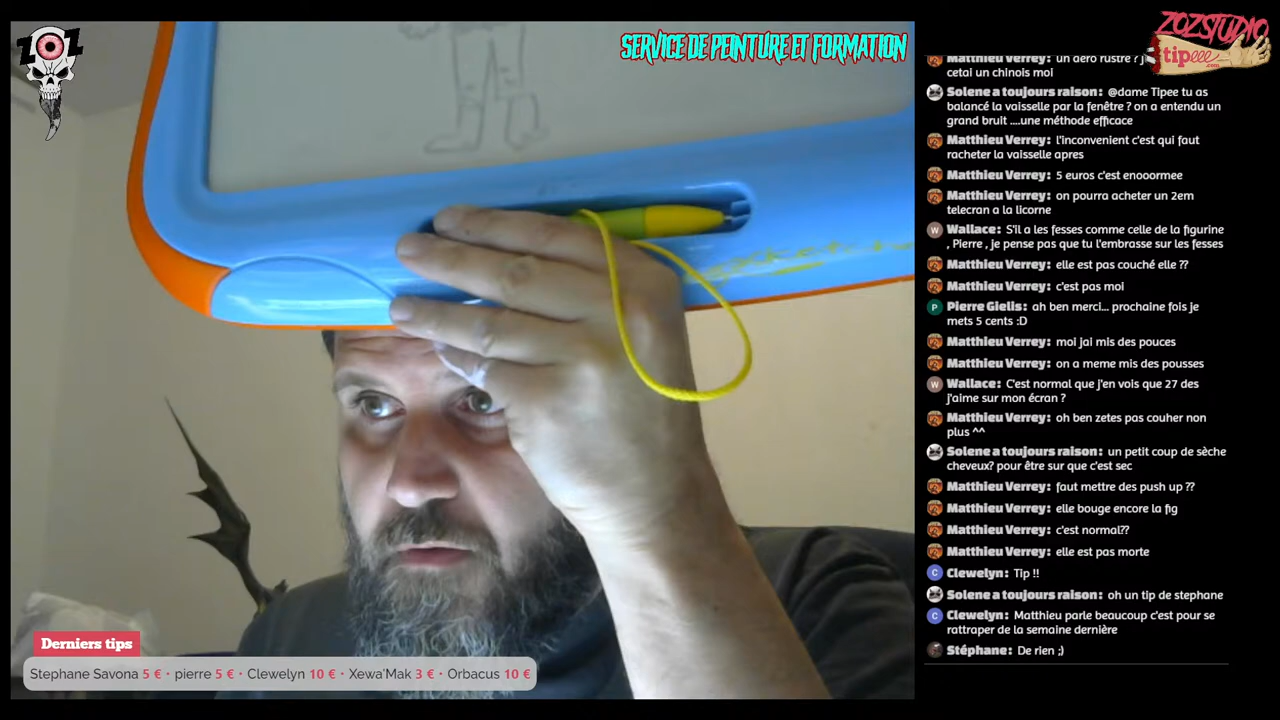 ZOZ
SERVICE DE PEINTURE ET FORMATION
ZOZSTUDIO
tipeee.com
Matthieu Verrey: un aero rustre ? j
cetai un chinois moi
Solene a toujours raison: @dame Tipee tu as
balancé la vaisselle par la fenêtre ? on a entendu un
grand bruit ....une méthode efficace
Matthieu Verrey: l'inconvenient c'est qui faut
racheter la vaisselle apres
Matthieu Verrey: 5 euros c'est enooormee
Matthieu Verrey: on pourra acheter un 2em
telecran a la licorne
Wallace: S'il a les fesses comme celle de la figurine
, Pierre , je pense pas que tu l'embrasse sur les fesses
Matthieu Verrey: elle est pas couché elle ??
Matthieu Verrey: c'est pas moi
Pierre Gielis: ah ben merci... prochaine fois je
mets 5 cents :D
Matthieu Verrey: moi jai mis des pouces
Matthieu Verrey: on a meme mis des pousses
Wallace: C'est normal que j'en vois que 27 des
j'aime sur mon écran ?
Matthieu Verrey: oh ben zetes pas couher non
plus ^^
Solene a toujours raison: un petit coup de sèche
cheveux? pour être sur que c'est sec
Matthieu Verrey: faut mettre des push up ??
Matthieu Verrey: elle bouge encore la fig
Matthieu Verrey: c'est normal??
Matthieu Verrey: elle est pas morte
Clewelyn: Tip !!
Solene a toujours raison: oh un tip de stephane
Clewelyn: Matthieu parle beaucoup c'est pour se
rattraper de la semaine dernière
Stéphane: De rien ;)
Derniers tips
Stephane Savona 5 € • pierre 5 € • Clewelyn 10 € • Xewa'Mak 3 € • Orbacus 10 €